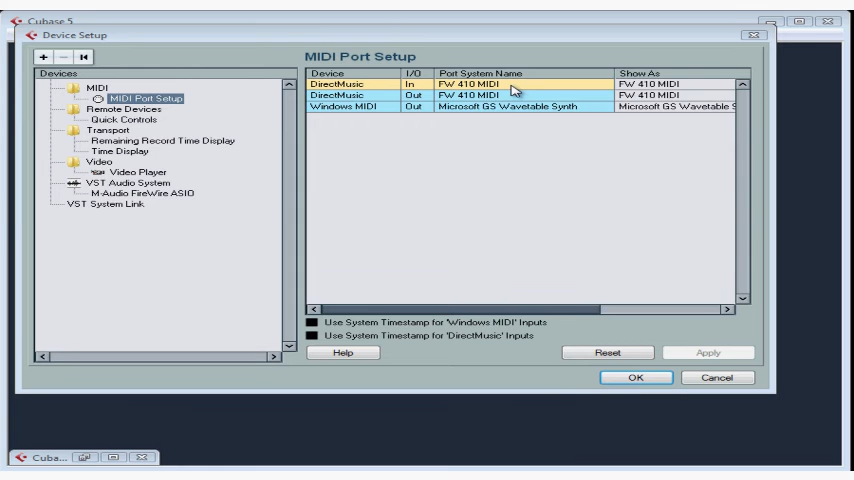 Cubase 5
Device Setup
Devices
MIDI
MIDI Port Setup
Remote Devices
Quick Controls
Transport
Remaining Record Time Display
Time Display
Video
Video Player
VST Audio System
M-Audio FireWire ASIO
VST System Link
MIDI Port Setup
Device I/O Port System Name Show As
DirectMusic In FW 410 MIDI FW 410 MIDI
DirectMusic Out FW 410 MIDI FW 410 MIDI
Windows MIDI Out Microsoft GS Wavetable Synth Microsoft GS Wavetable S
Use System Timestamp for 'Windows MIDI' Inputs
Use System Timestamp for 'DirectMusic' Inputs
Help Reset Apply
OK Cancel
Cuba...